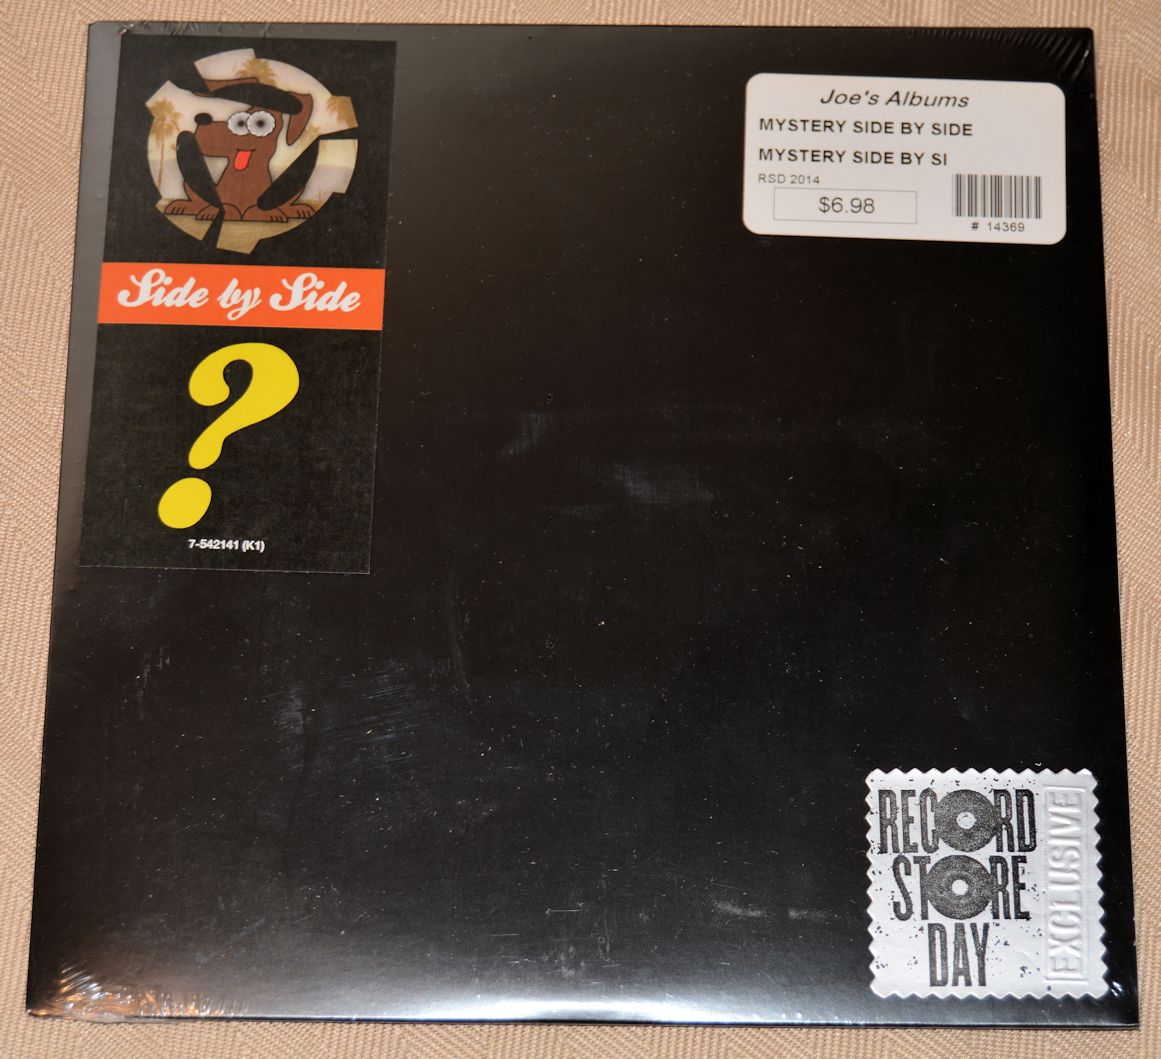 Side by Side
?
7-542141 (K1)
Joe's Albums
MYSTERY SIDE BY SIDE
MYSTERY SIDE BY SI
RSD 2014
$6.98
# 14369
RECORD
STORE
DAY
EXCLUSIVE